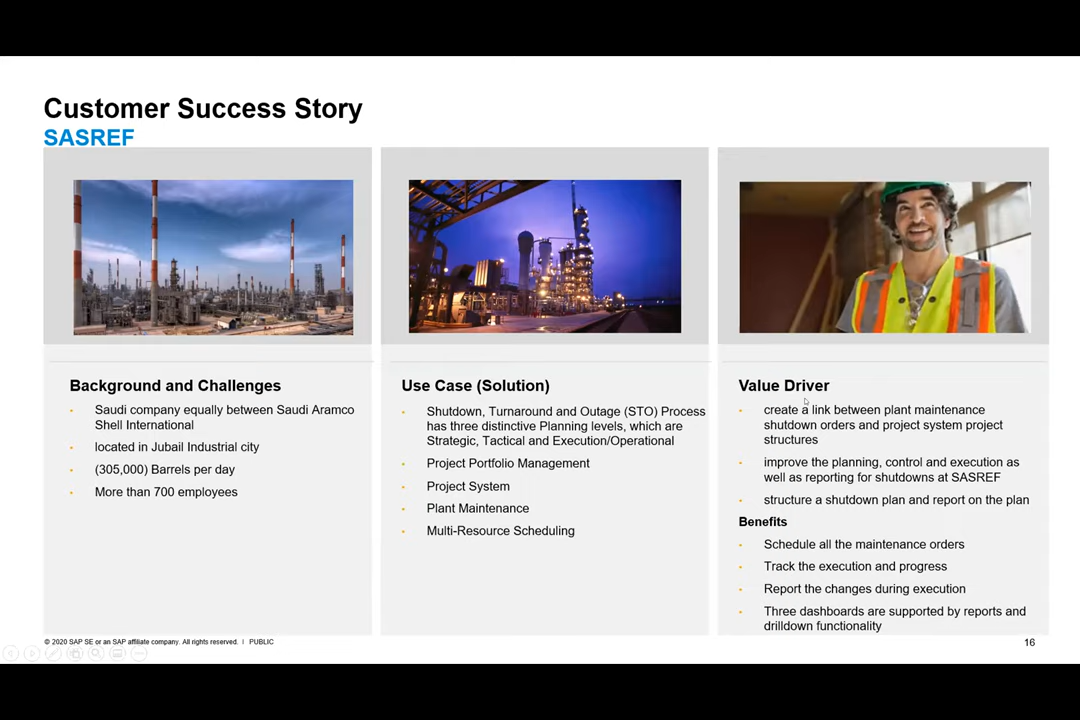 Customer Success Story
SASREF
Background and Challenges
Saudi company equally between Saudi Aramco
Shell International
located in Jubail Industrial city
(305,000) Barrels per day
More than 700 employees
Use Case (Solution)
Shutdown, Turnaround and Outage (STO) Process
has three distinctive Planning levels, which are
Strategic, Tactical and Execution/Operational
Project Portfolio Management
Project System
Plant Maintenance
Multi-Resource Scheduling
Value Driver
create a link between plant maintenance
shutdown orders and project system project
structures
improve the planning, control and execution as
well as reporting for shutdowns at SASREF
structure a shutdown plan and report on the plan
Benefits
Schedule all the maintenance orders
Track the execution and progress
Report the changes during execution
Three dashboards are supported by reports and
drilldown functionality
© 2020 SAP SE or an SAP affiliate company. All rights reserved. | PUBLIC
16